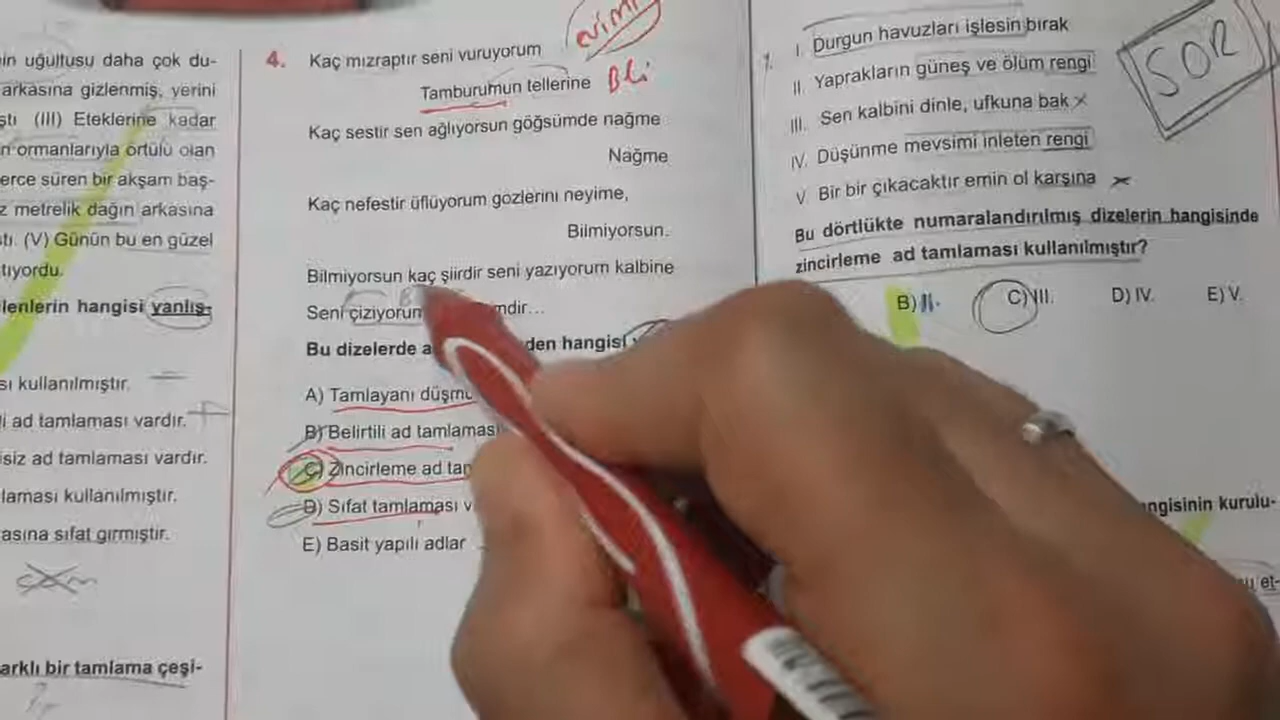 in uğultusu daha çok du-
arkasına gizlenmiş, yerini
ştı (III) Eteklerine kadar
n ormanlarıyla örtülü olan
erce süren bir akşam baş-
z metrelik dağın arkasına
ştı. (V) Günün bu en güzel
tıyordu.
lenlerin hangisi yanlış-
sı kullanılmıştır.
li ad tamlaması vardır.
isiz ad tamlaması vardır.
laması kullanılmıştır.
asına sıfat girmiştir.
arklı bir tamlama çeşi-
4. Kaç mızraptır seni vuruyorum
Tamburumun tellerine
Bli
Kaç sestir sen ağlıyorsun göğsümde nağme
Nağme
Kaç nefestir üflüyorum gözlerini neyime,
Bilmiyorsun.
Bilmiyorsun kaç şiirdir seni yazıyorum kalbine
Seni çiziyorum mdir...
Bu dizelerde a den hangisi
A) Tamlayanı düşmü
B) Belirtili ad tamlaması
C) Zincirleme ad tam
D) Sıfat tamlaması v
E) Basit yapılı adlar
I. Durgun havuzları işlesin bırak
II. Yaprakların güneş ve ölüm rengi
III. Sen kalbini dinle, ufkuna bak
IV. Düşünme mevsimi inleten rengi
V. Bir bir çıkacaktır emin ol karşına
Bu dörtlükte numaralandırılmış dizelerin hangisinde
zincirleme ad tamlaması kullanılmıştır?
B) II. C) III. D) IV. E) V.
SOR
ngisinin kurulu-
et-